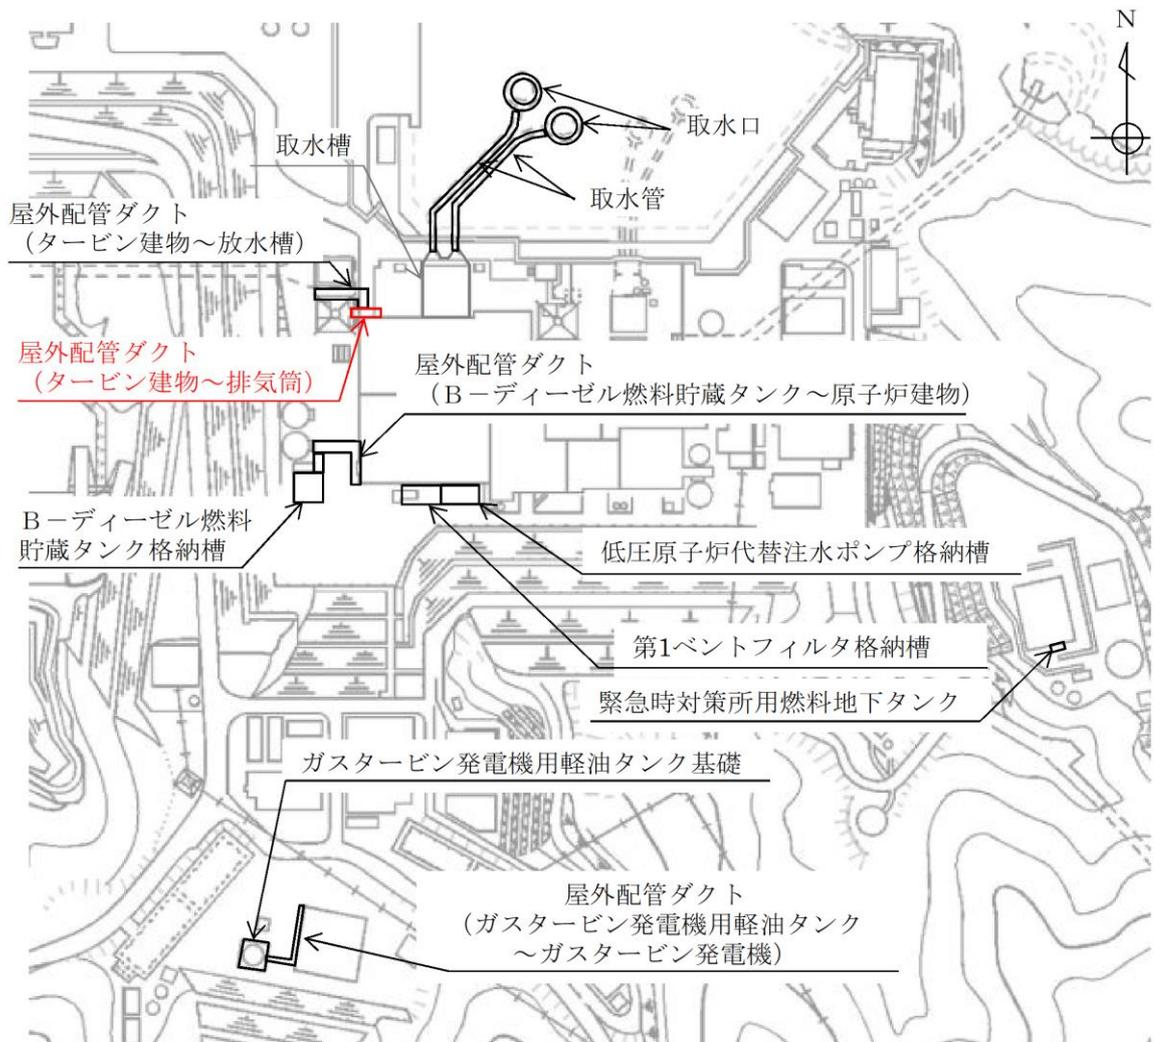 N
取水口
取水槽
取水管
屋外配管ダクト
（タービン建物～放水槽）
屋外配管ダクト
（タービン建物～排気筒）
屋外配管ダクト
（Ｂ－ディーゼル燃料貯蔵タンク～原子炉建物）
Ｂ－ディーゼル燃料
貯蔵タンク格納槽
低圧原子炉代替注水ポンプ格納槽
第1ベントフィルタ格納槽
緊急時対策所用燃料地下タンク
ガスタービン発電機用軽油タンク基礎
屋外配管ダクト
（ガスタービン発電機用軽油タンク
～ガスタービン発電機）